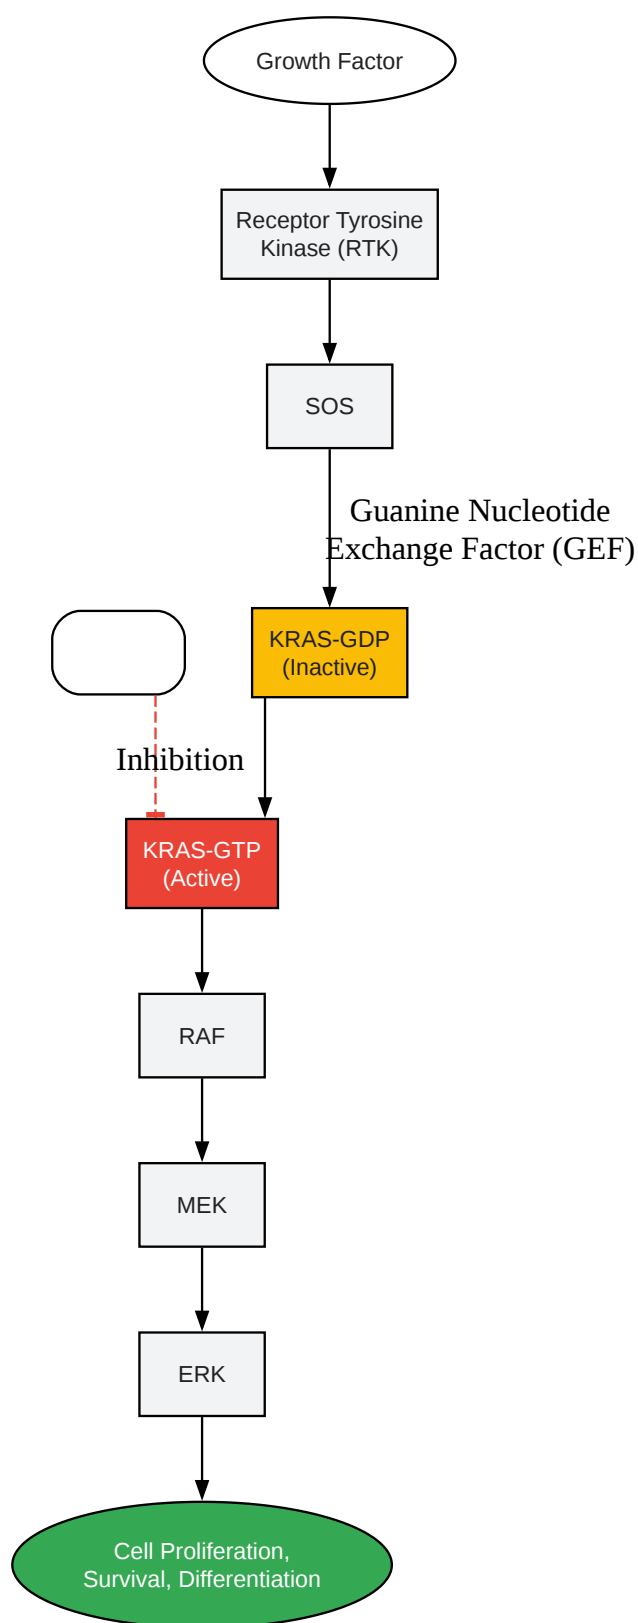 Growth Factor
Receptor Tyrosine
Kinase (RTK)
SOS
Guanine Nucleotide
Exchange Factor (GEF)
KRAS-GDP
(Inactive)
Inhibition
KRAS-GTP
(Active)
RAF
MEK
ERK
Cell Proliferation,
Survival, Differentiation